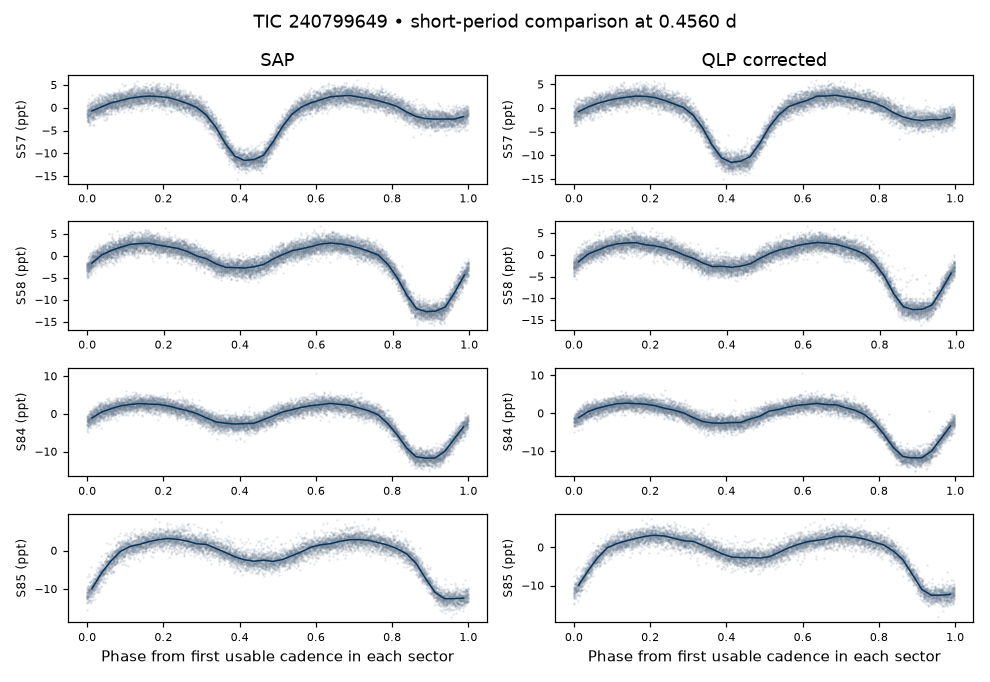 TIC 240799649 • short-period comparison at 0.4560 d
SAP
QLP corrected
S57 (ppt)
5
0
−5
−10
−15
0.0 0.2 0.4 0.6 0.8 1.0
S57 (ppt)
5
0
−5
−10
−15
0.0 0.2 0.4 0.6 0.8 1.0
S58 (ppt)
5
0
−5
−10
−15
0.0 0.2 0.4 0.6 0.8 1.0
S58 (ppt)
5
0
−5
−10
−15
0.0 0.2 0.4 0.6 0.8 1.0
S84 (ppt)
10
0
−10
0.0 0.2 0.4 0.6 0.8 1.0
S84 (ppt)
10
0
−10
0.0 0.2 0.4 0.6 0.8 1.0
S85 (ppt)
0
−10
0.0 0.2 0.4 0.6 0.8 1.0
Phase from first usable cadence in each sector
S85 (ppt)
0
−10
0.0 0.2 0.4 0.6 0.8 1.0
Phase from first usable cadence in each sector